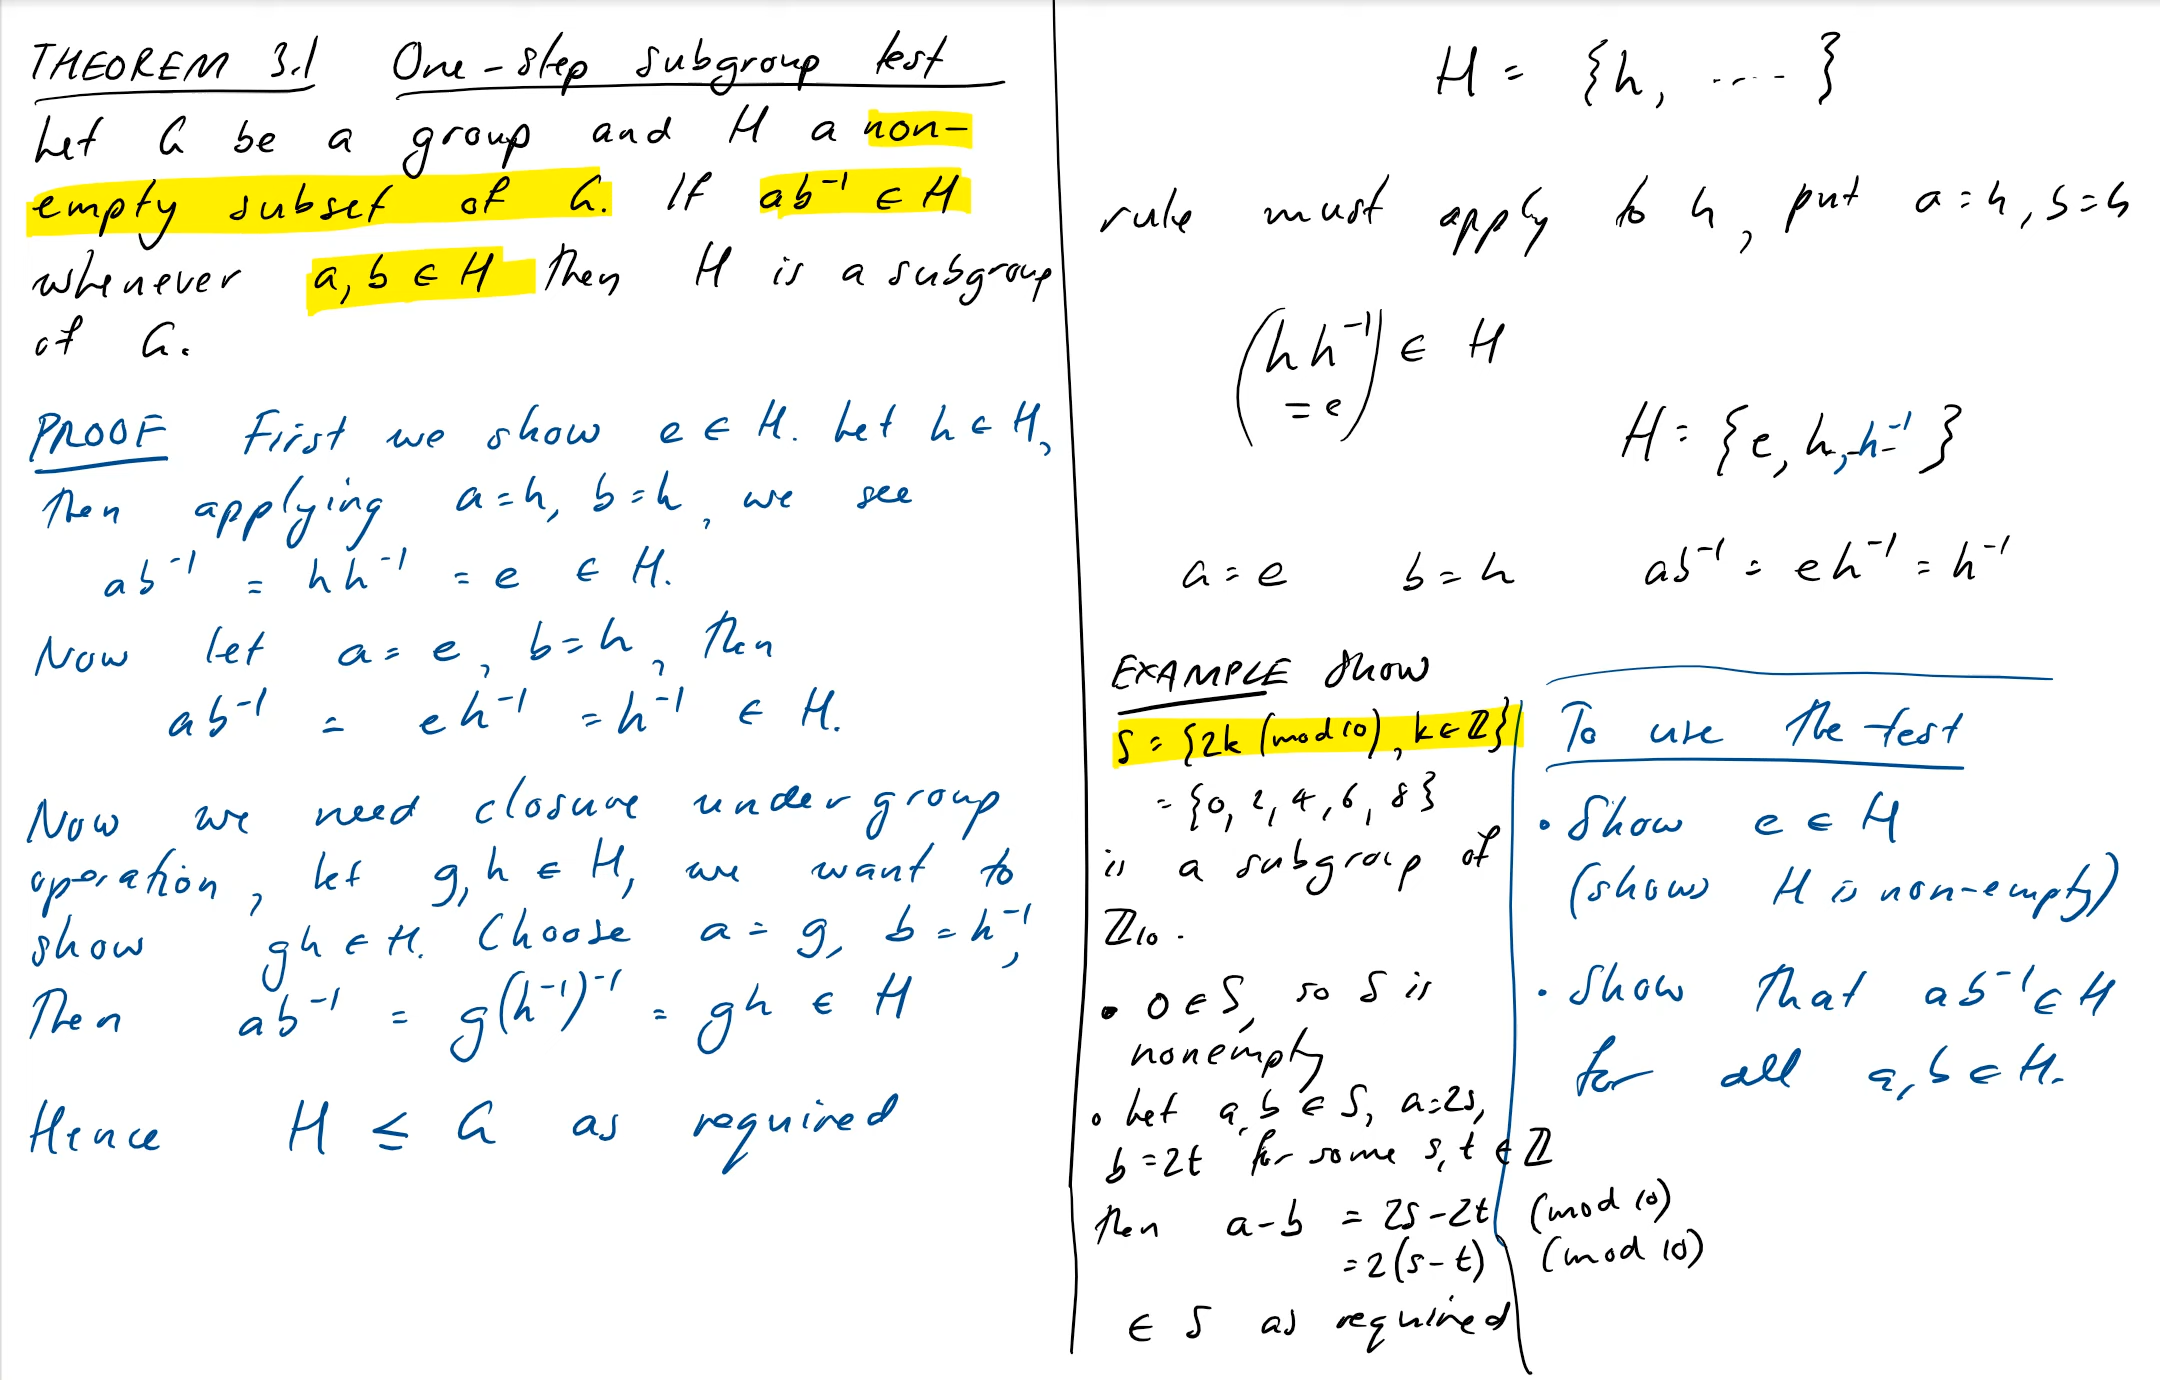 THEOREM 3.1 One-step subgroup test
Let G be a group and H a non-
empty subset of G. If ab⁻¹ ∈ H
whenever a, b ∈ H then H is a subgroup
of G.
PROOF First we show e ∈ H. Let h ∈ H,
then applying a=h, b=h, we see
ab⁻¹ = hh⁻¹ = e ∈ H.
Now let a=e, b=h, then
ab⁻¹ = eh⁻¹ = h⁻¹ ∈ H.
Now we need closure under group
operation, let g, h ∈ H, we want to
show gh ∈ H. Choose a = g, b = h⁻¹,
Then ab⁻¹ = g(h⁻¹)⁻¹ = gh ∈ H
Hence H ≤ G as required
H = {h, ....}
rule must apply to h, put a=h, b=h
(hh⁻¹ = e) ∈ H
H = {e, h, h⁻¹}
a=e b=h ab⁻¹ = eh⁻¹ = h⁻¹
EXAMPLE Show
S = {2k (mod 10), k ∈ ℤ}
= {0, 2, 4, 6, 8}
is a subgroup of
ℤ₁₀.
• 0 ∈ S, so S is
nonempty
• Let a, b ∈ S, a=2s,
b=2t for some s, t ∈ ℤ
then a-b = 2s-2t (mod 10)
= 2(s-t) (mod 10)
∈ S as required
To use the test
• Show e ∈ H
(shows H is non-empty)
• Show that ab⁻¹ ∈ H
for all a, b ∈ H.